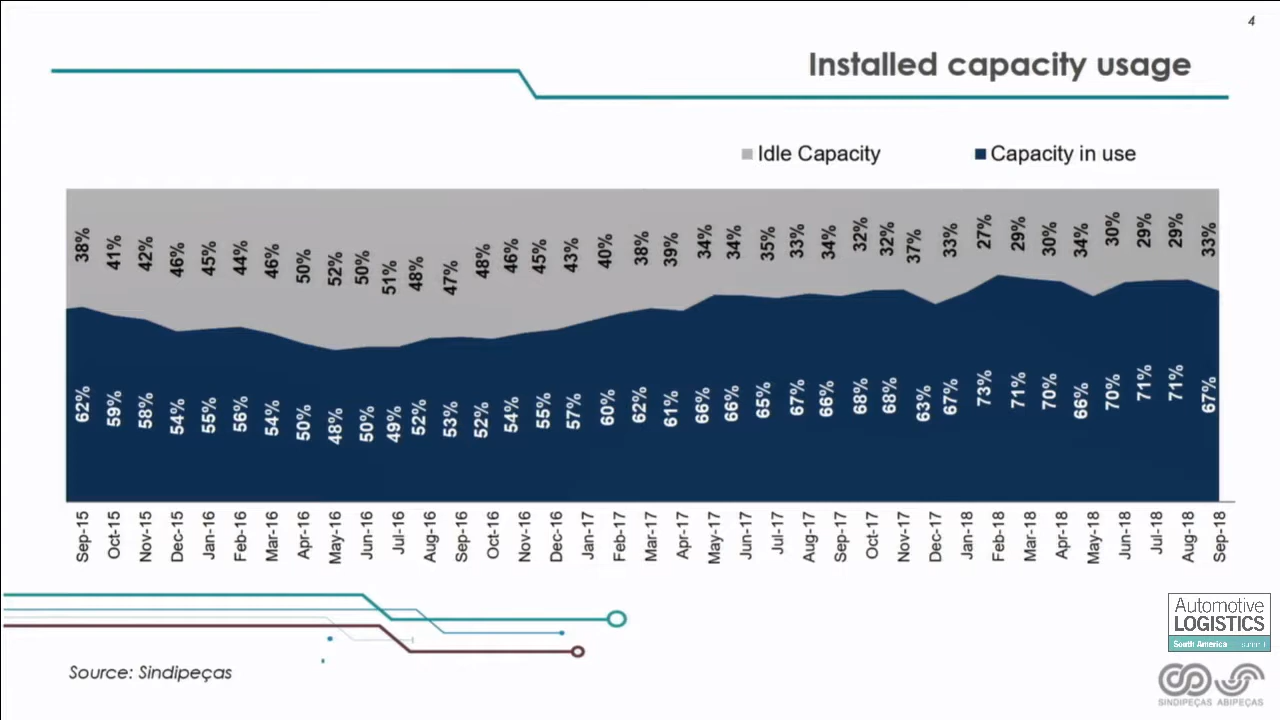 4
Installed capacity usage
Idle Capacity Capacity in use
38% 41% 42% 46% 45% 44% 46% 50% 52% 50% 51% 48% 47% 48% 46% 45% 43% 40% 38% 39% 34% 34% 35% 33% 34% 32% 32% 37% 33% 27% 29% 30% 34% 30% 29% 29% 33%
62% 59% 58% 54% 55% 56% 54% 50% 48% 50% 49% 52% 53% 52% 54% 55% 57% 60% 62% 61% 66% 66% 65% 67% 66% 68% 68% 63% 67% 73% 71% 70% 66% 70% 71% 71% 67%
Sep-15 Oct-15 Nov-15 Dec-15 Jan-16 Feb-16 Mar-16 Apr-16 May-16 Jun-16 Jul-16 Aug-16 Sep-16 Oct-16 Nov-16 Dec-16 Jan-17 Feb-17 Mar-17 Apr-17 May-17 Jun-17 Jul-17 Aug-17 Sep-17 Oct-17 Nov-17 Dec-17 Jan-18 Feb-18 Mar-18 Apr-18 May-18 Jun-18 Jul-18 Aug-18 Sep-18
Automotive
LOGISTICS
South America summit
Source: Sindipeças
SINDIPEÇAS ABIPEÇAS